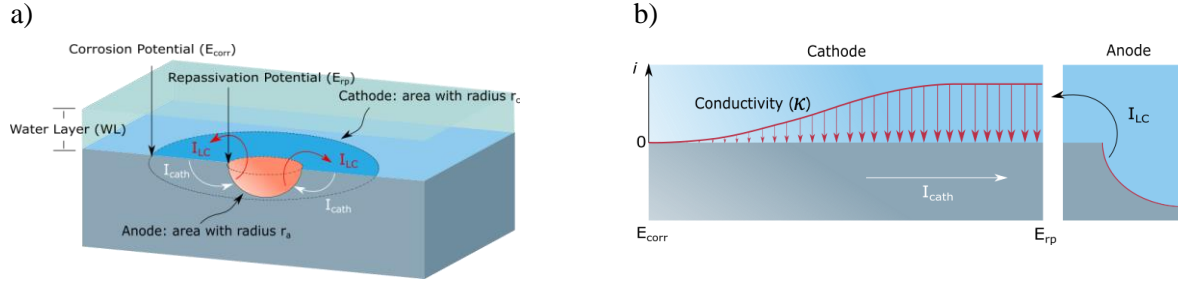 a)
Corrosion Potential (Ecorr)
Repassivation Potential (Erp)
Cathode: area with radius rc
Water Layer (WL)
ILC
ILC
Icath
Icath
Anode: area with radius ra
b)
Cathode
Anode
i
Conductivity (K)
ILC
0
Icath
Ecorr
Erp